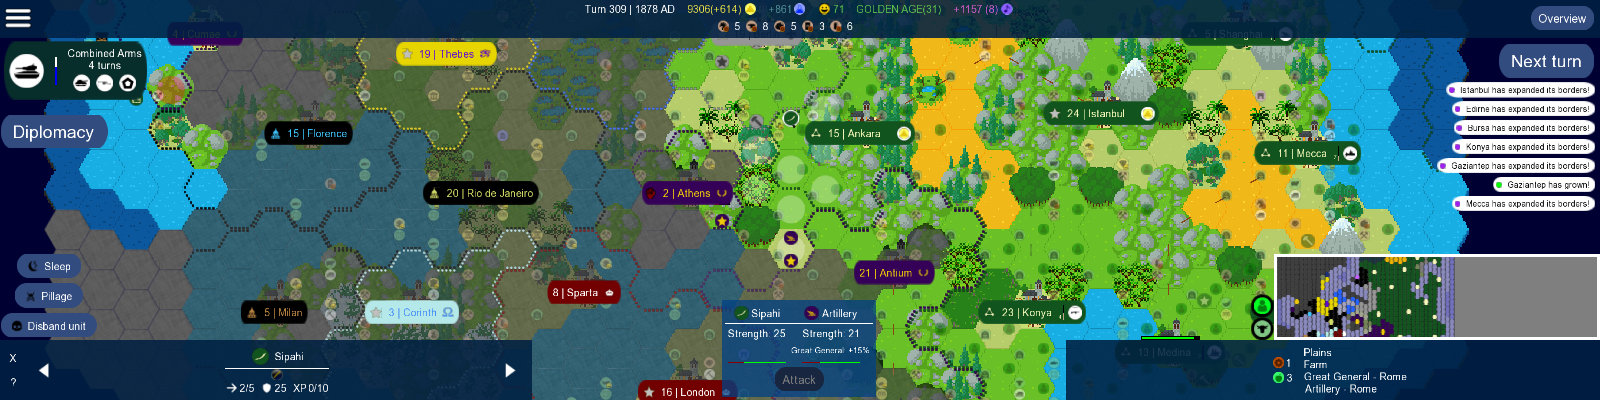 Turn 309 | 1878 AD 9306(+614) +861 71 GOLDEN AGE(31) +1157 (8)
5 8 5 3 6
Overview
4 | Cumae
5 | Shanghai
Combined Arms
4 turns
19 | Thebes
Next turn
Istanbul has expanded its borders!
Edirne has expanded its borders!
Bursa has expanded its borders!
Konya has expanded its borders!
Gaziantep has expanded its borders!
Gaziantep has grown!
Mecca has expanded its borders!
24 | Istanbul
Diplomacy
15 | Florence
15 | Ankara
11 | Mecca
20 | Rio de Janeiro
2 | Athens
Sleep
21 | Antium
Pillage
8 | Sparta
5 | Milan
3 | Corinth
23 | Konya
Disband unit
Sipahi Artillery
Strength: 25 Strength: 21
Great General +15%
Attack
X
?
Sipahi
2/5 25 XP 0/10
16 | London
13 | Medina
1
3
Plains
Farm
Great General - Rome
Artillery - Rome